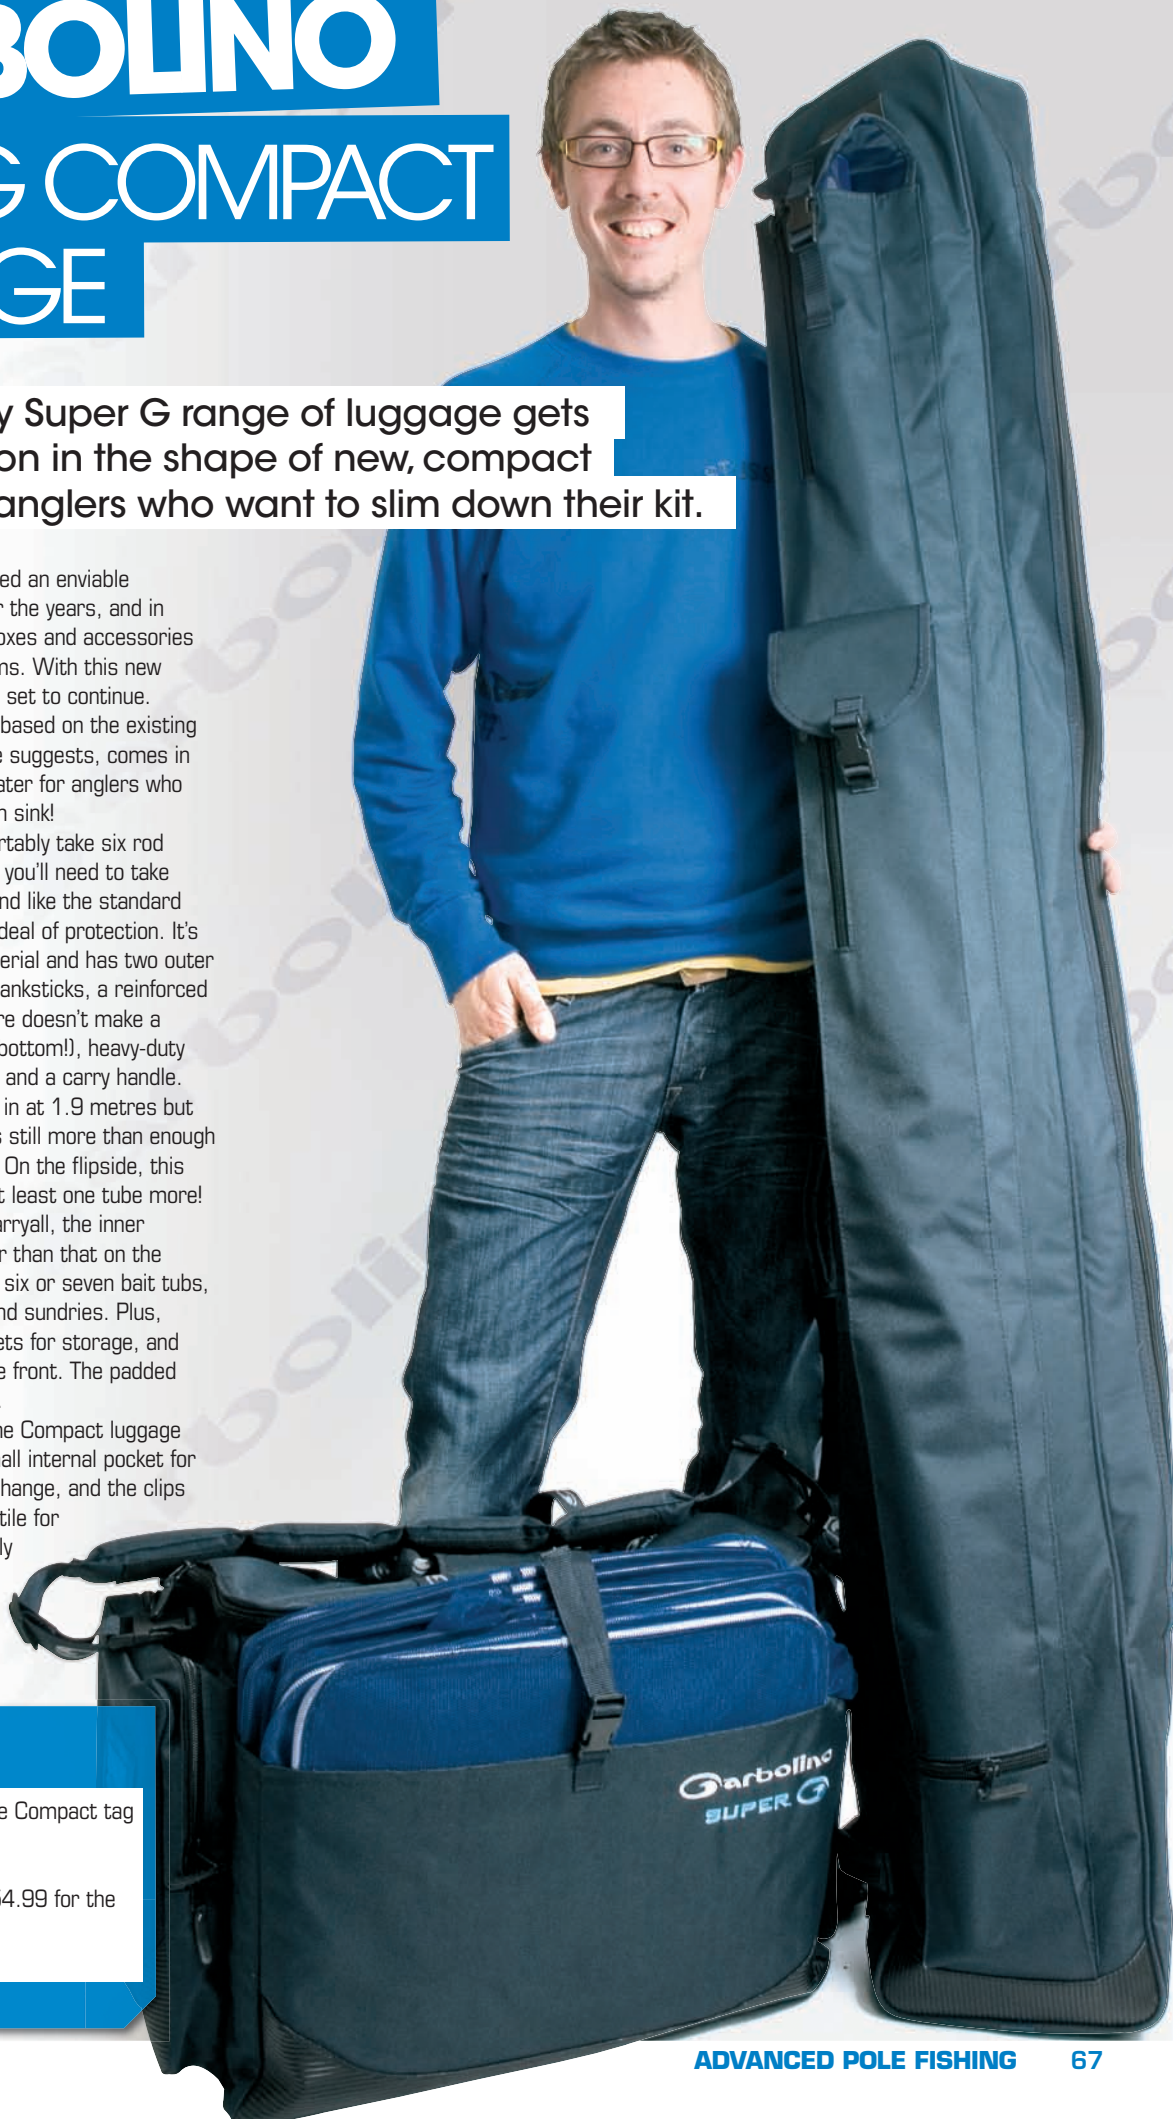 BOLINO
G COMPACT
GE
y Super G range of luggage gets
on in the shape of new, compact
anglers who want to slim down their kit.
ed an enviable
r the years, and in
oxes and accessories
ns. With this new
set to continue.
based on the existing
e suggests, comes in
ater for anglers who
n sink!
rtably take six rod
you'll need to take
nd like the standard
deal of protection. It's
erial and has two outer
anksticks, a reinforced
re doesn't make a
bottom!), heavy-duty
and a carry handle.
in at 1.9 metres but
s still more than enough
On the flipside, this
t least one tube more!
arryall, the inner
r than that on the
six or seven bait tubs,
nd sundries. Plus,
ets for storage, and
e front. The padded
ne Compact luggage
nall internal pocket for
hange, and the clips
tile for
ly
e Compact tag
54.99 for the
Garbolino
SUPER G
ADVANCED POLE FISHING 67